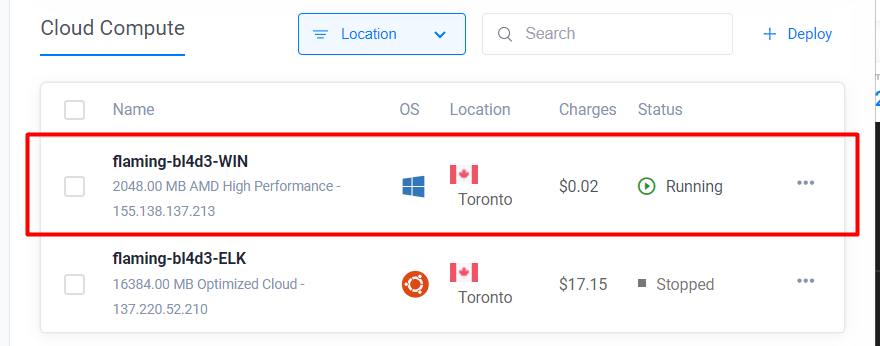 Cloud Compute
Location
Search
Deploy
Name OS Location Charges Status
flaming-bl4d3-WIN
2048.00 MB AMD High Performance -
155.138.137.213
Toronto
$0.02
Running
flaming-bl4d3-ELK
16384.00 MB Optimized Cloud -
137.220.52.210
Toronto
$17.15
Stopped